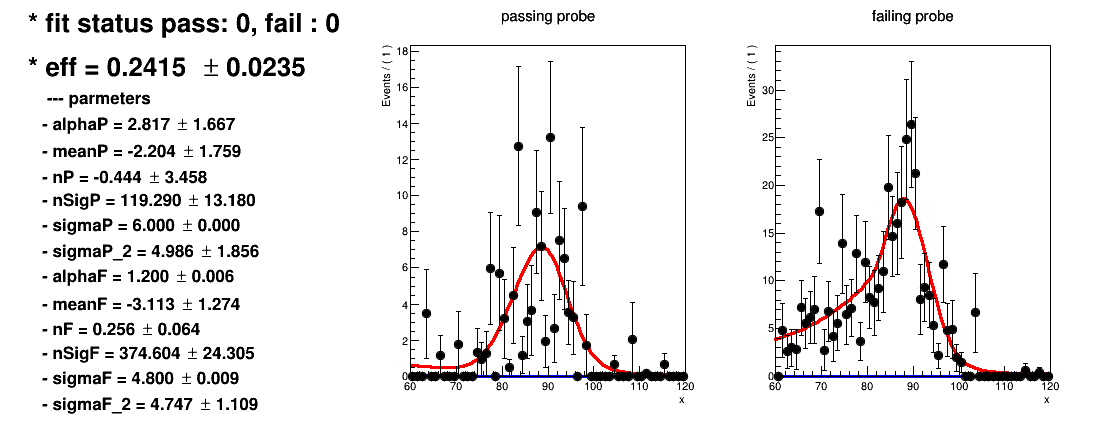 * fit status pass: 0, fail : 0
* eff = 0.2415 ± 0.0235
--- parmeters
- alphaP = 2.817 ± 1.667
- meanP = -2.204 ± 1.759
- nP = -0.444 ± 3.458
- nSigP = 119.290 ± 13.180
- sigmaP = 6.000 ± 0.000
- sigmaP_2 = 4.986 ± 1.856
- alphaF = 1.200 ± 0.006
- meanF = -3.113 ± 1.274
- nF = 0.256 ± 0.064
- nSigF = 374.604 ± 24.305
- sigmaF = 4.800 ± 0.009
- sigmaF_2 = 4.747 ± 1.109
passing probe
Events / ( 1 )
18
16
14
12
10
8
6
4
2
0
60 70 80 90 100 110 120
x
failing probe
Events / ( 1 )
30
25
20
15
10
5
0
60 70 80 90 100 110 120
x